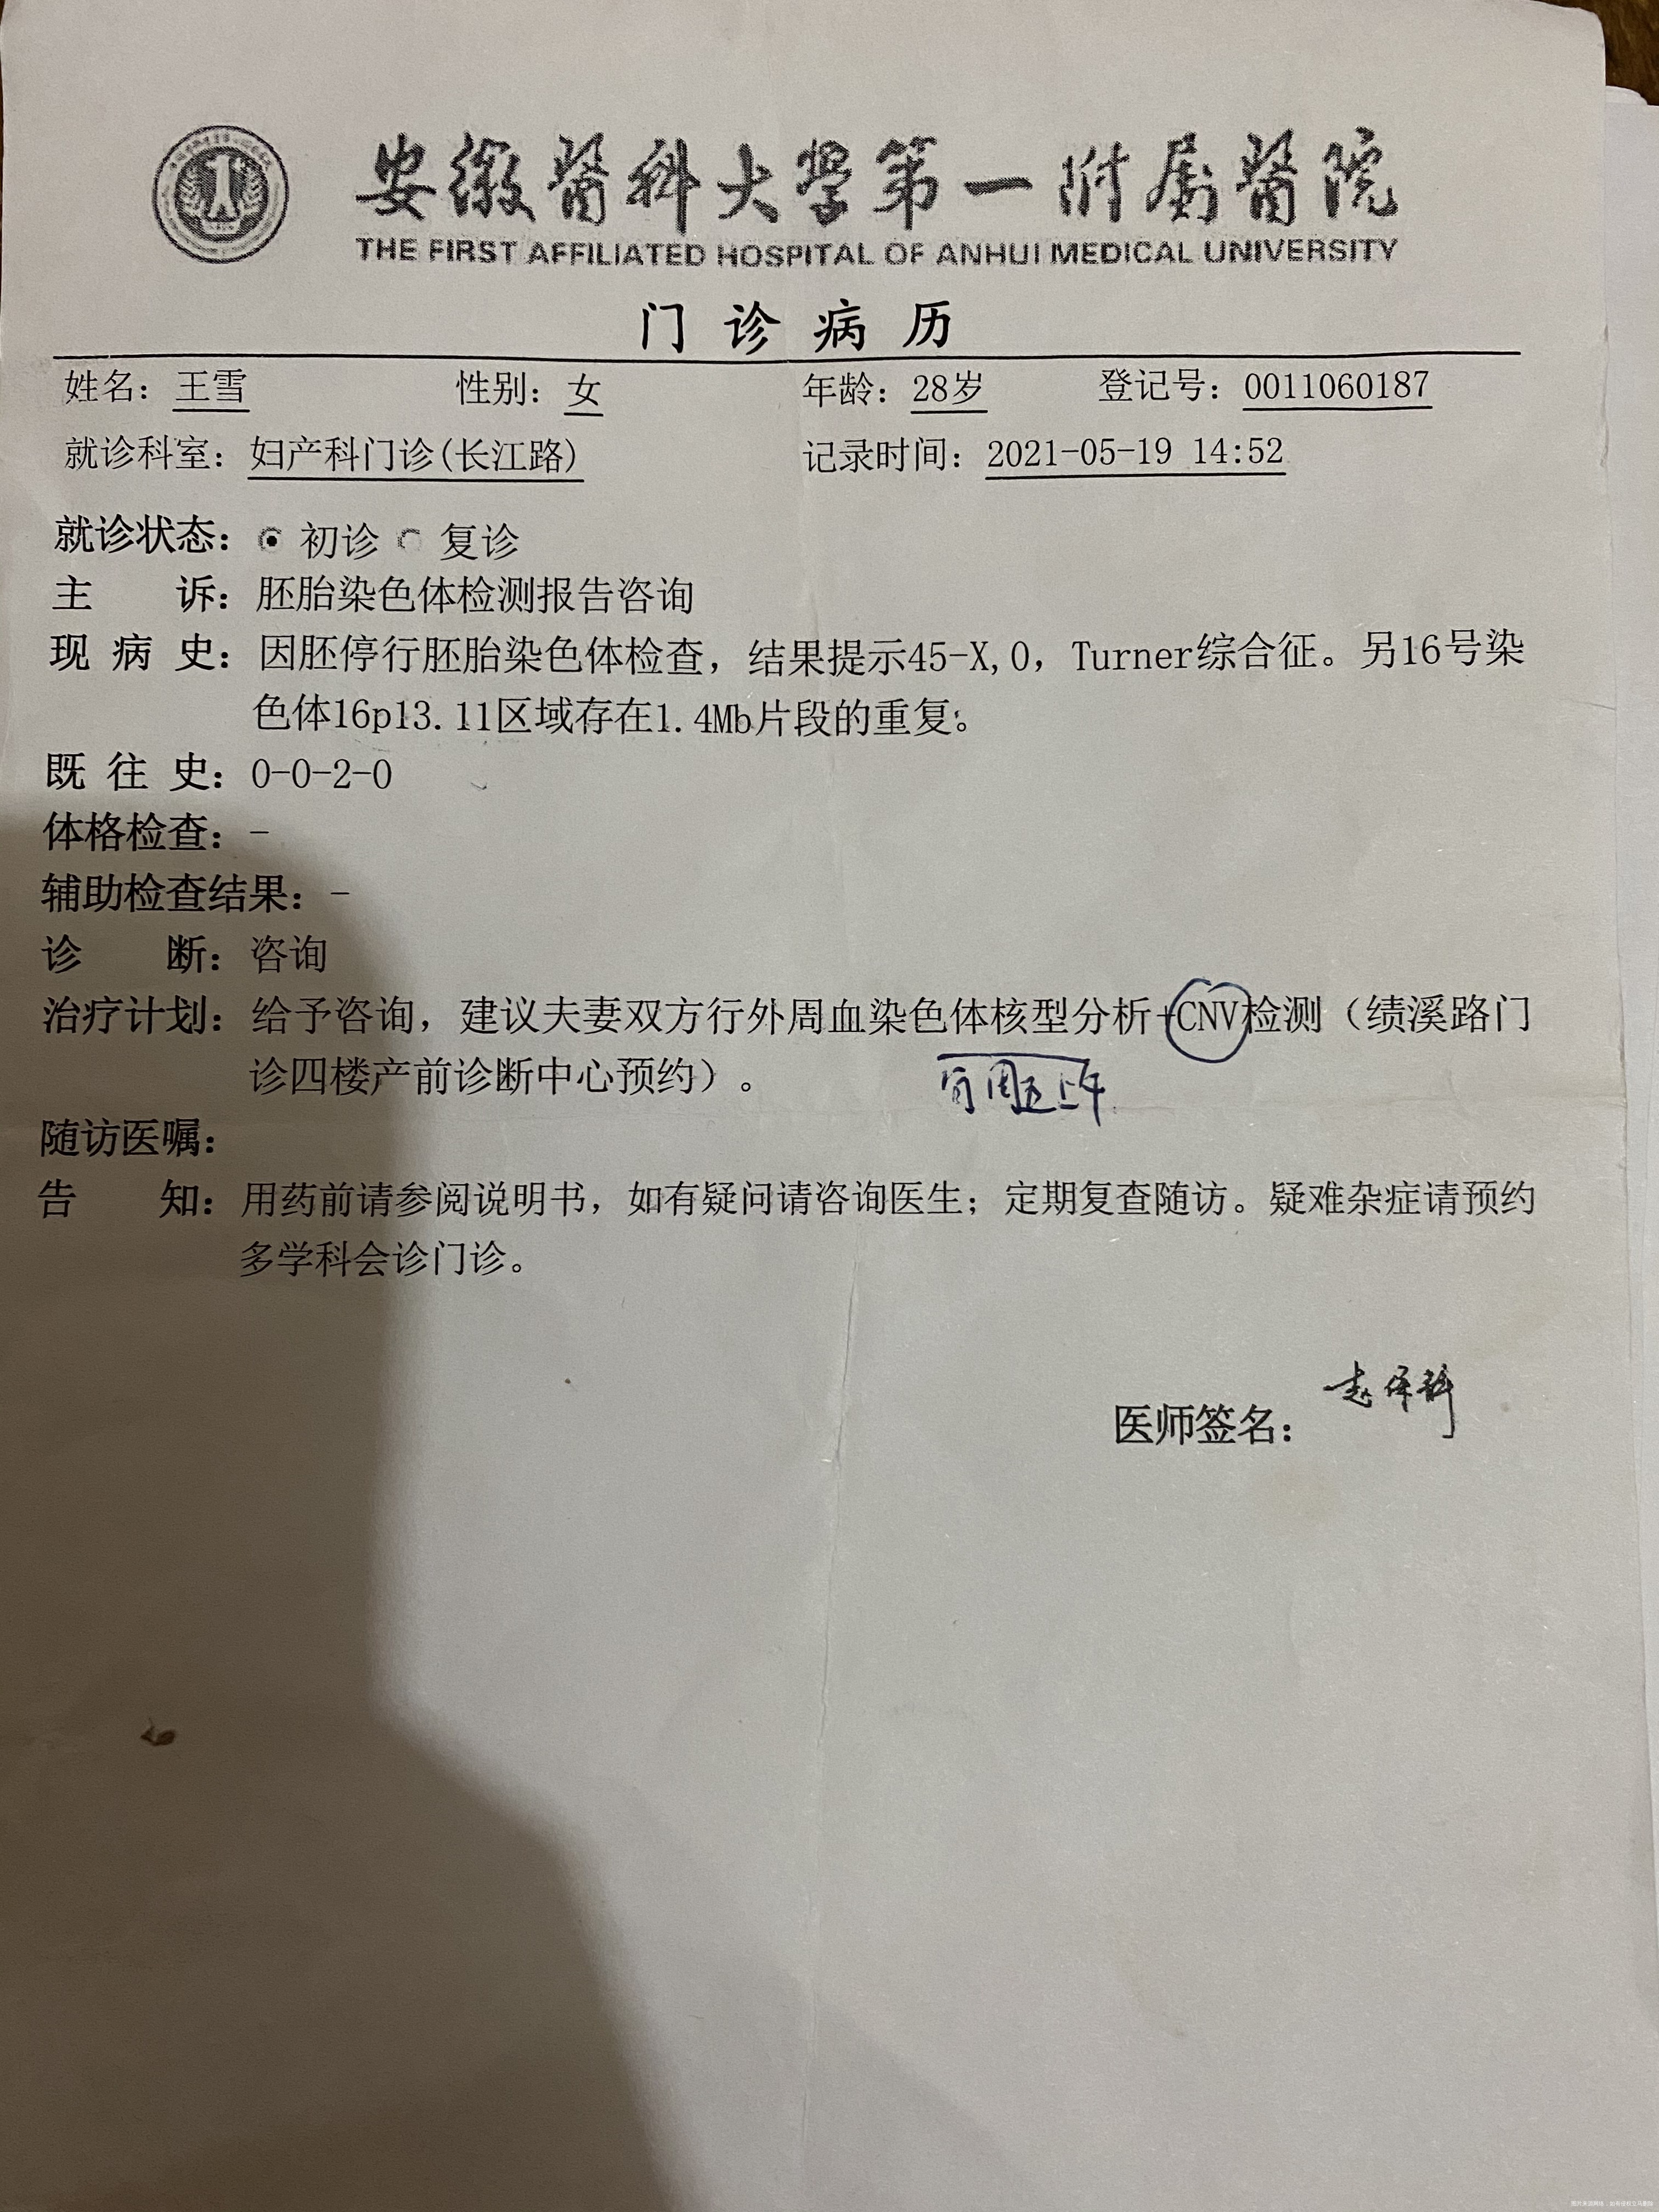 安徽醫科大學第一附属醫院
THE FIRST AFFILIATED HOSPITAL OF ANHUI MEDICAL UNIVERSITY
门诊病历
姓名：王雪 性别：女 年龄：28岁 登记号：0011060187
就诊科室：妇产科门诊(长江路) 记录时间：2021-05-19 14:52
就诊状态： 初诊 复诊
主 诉：胚胎染色体检测报告咨询
现 病 史：因胚停行胚胎染色体检查，结果提示45-X,0，Turner综合征。另16号染
色体16p13.11区域存在1.4Mb片段的重复。
既 往 史：0-0-2-0
体格检查：-
辅助检查结果：-
诊 断：咨询
治疗计划：给予咨询，建议夫妻双方行外周血染色体核型分析+CNV检测（绩溪路门
诊四楼产前诊断中心预约）。
周五上午
随访医嘱：
告 知：用药前请参阅说明书，如有疑问请咨询医生；定期复查随访。疑难杂症请预约
多学科会诊门诊。
医师签名：